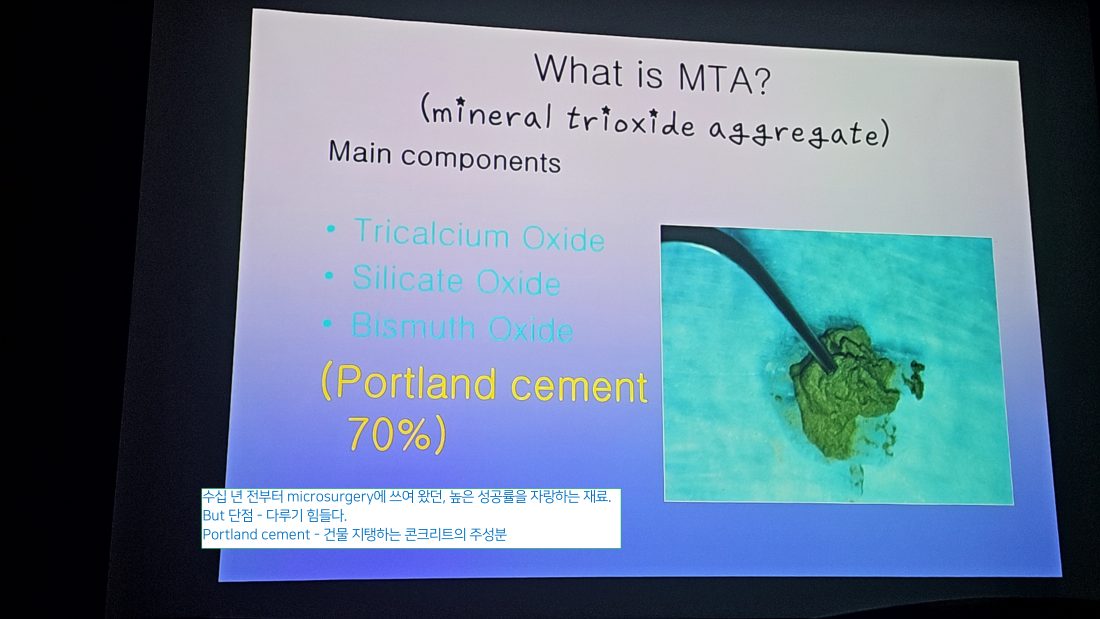 What is MTA?
(mineral trioxide aggregate)
Main components
• Tricalcium Oxide
• Silicate Oxide
• Bismuth Oxide
(Portland cement
70%)
수십 년 전부터 microsurgery에 쓰여 왔던, 높은 성공률을 자랑하는 재료.
But 단점 - 다루기 힘들다.
Portland cement - 건물 지탱하는 콘크리트의 주성분